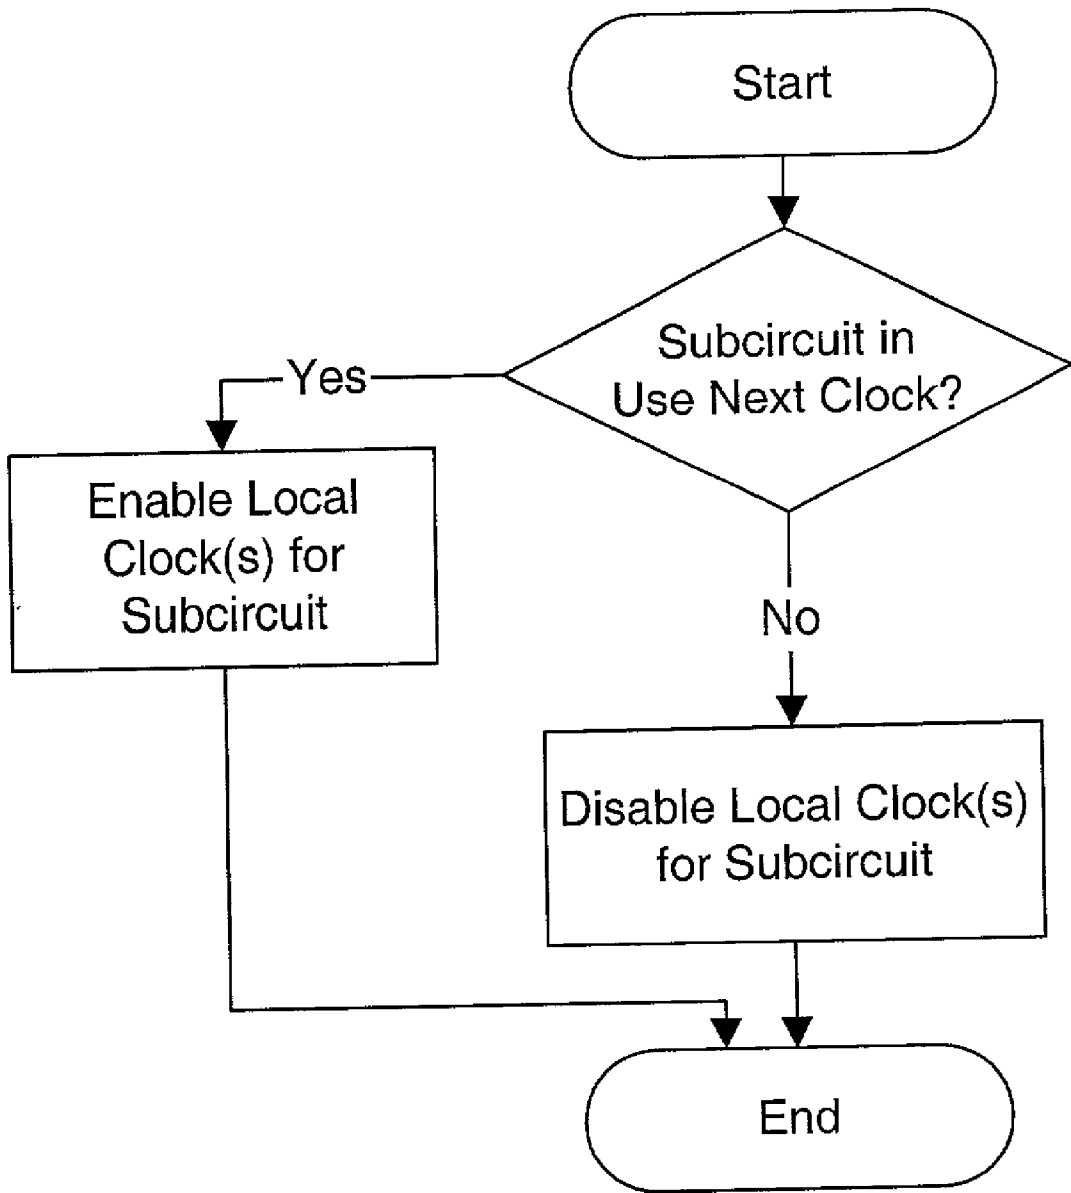 Start
Subcircuit in
Use Next Clock?
Yes
Enable Local
Clock(s) for
Subcircuit
No
Disable Local Clock(s)
for Subcircuit
End